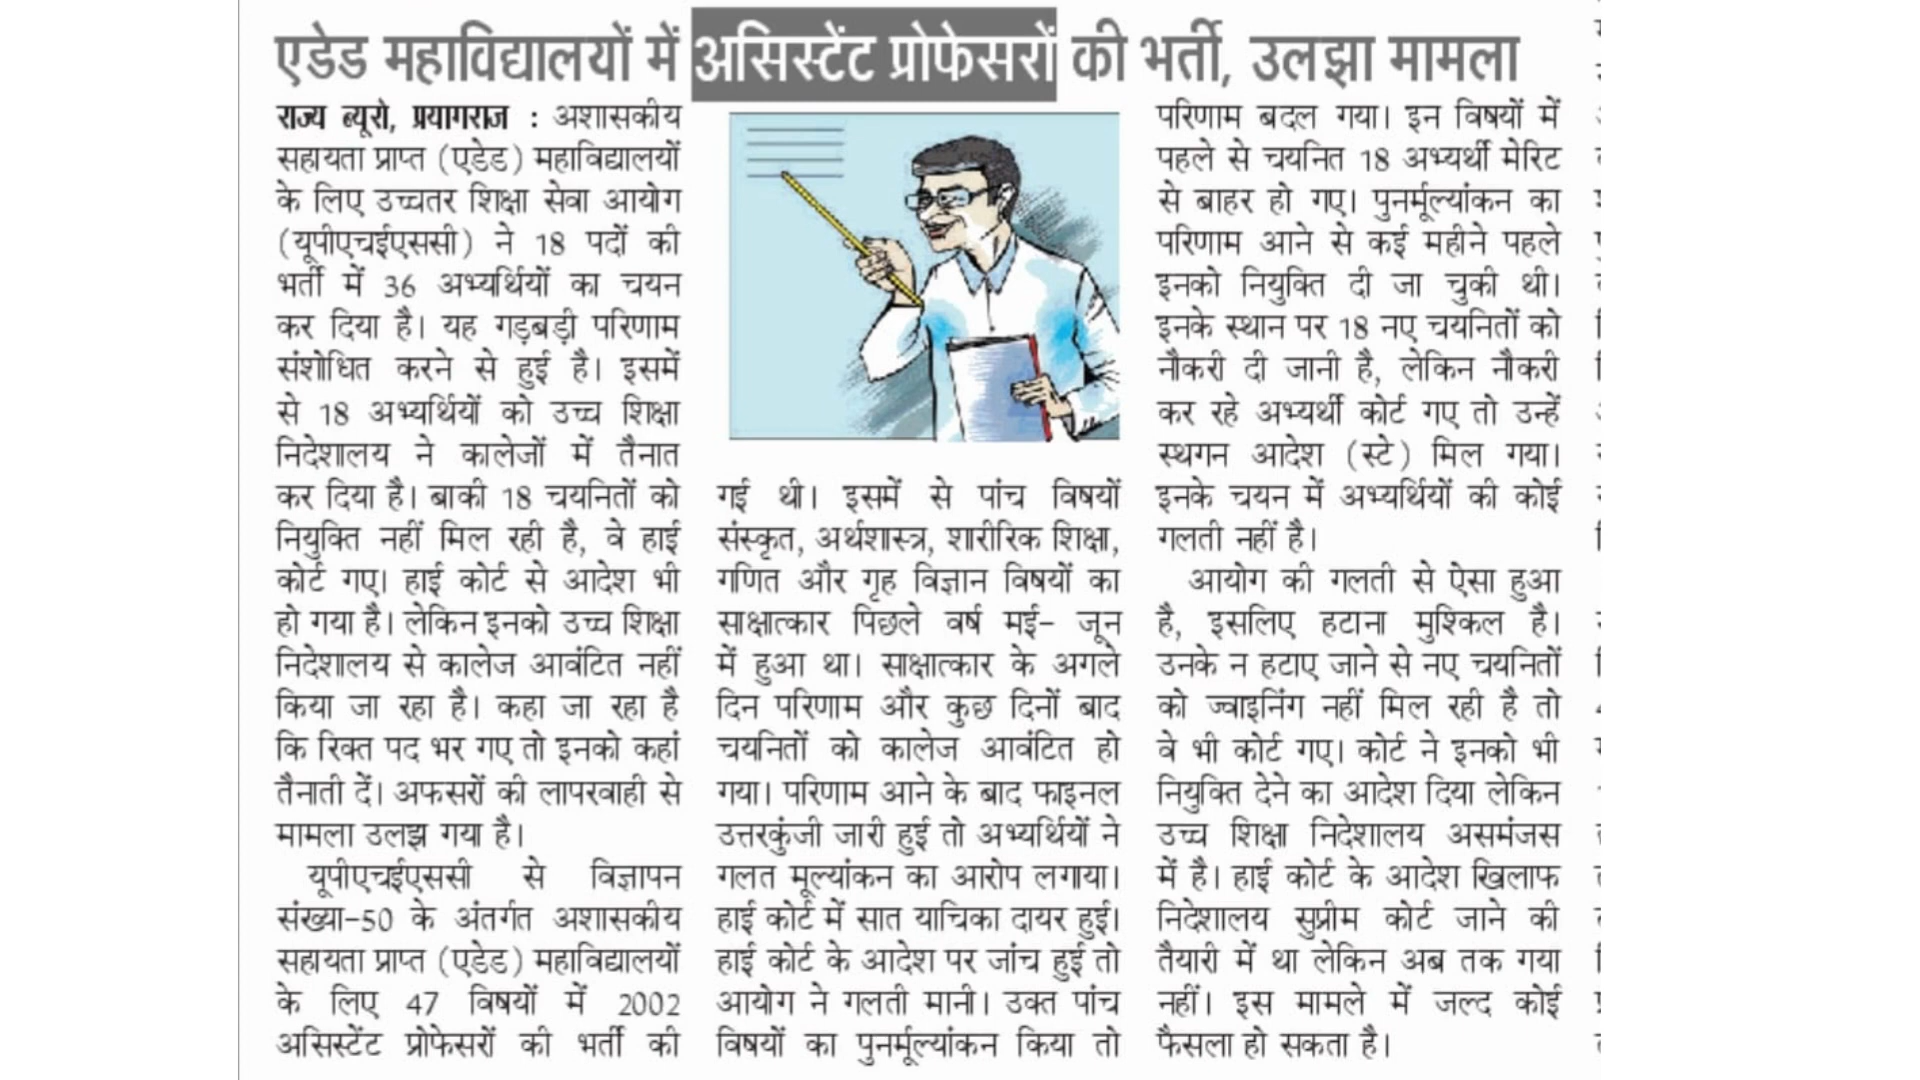 एडेड महाविद्यालयों में असिस्टेंट प्रोफेसरों की भर्ती, उलझा मामला
राज्य ब्यूरो, प्रयागराज : अशासकीय
सहायता प्राप्त (एडेड) महाविद्यालयों
के लिए उच्चतर शिक्षा सेवा आयोग
(यूपीएचईएससी) ने 18 पदों की
भर्ती में 36 अभ्यर्थियों का चयन
कर दिया है। यह गड़बड़ी परिणाम
संशोधित करने से हुई है। इसमें
से 18 अभ्यर्थियों को उच्च शिक्षा
निदेशालय ने कालेजों में तैनात
कर दिया है। बाकी 18 चयनितों को
नियुक्ति नहीं मिल रही है, वे हाई
कोर्ट गए। हाई कोर्ट से आदेश भी
हो गया है। लेकिन इनको उच्च शिक्षा
निदेशालय से कालेज आवंटित नहीं
किया जा रहा है। कहा जा रहा है
कि रिक्त पद भर गए तो इनको कहां
तैनाती दें। अफसरों की लापरवाही से
मामला उलझ गया है।
यूपीएचईएससी से विज्ञापन
संख्या-50 के अंतर्गत अशासकीय
सहायता प्राप्त (एडेड) महाविद्यालयों
के लिए 47 विषयों में 2002
असिस्टेंट प्रोफेसरों की भर्ती की
गई थी। इसमें से पांच विषयों
संस्कृत, अर्थशास्त्र, शारीरिक शिक्षा,
गणित और गृह विज्ञान विषयों का
साक्षात्कार पिछले वर्ष मई- जून
में हुआ था। साक्षात्कार के अगले
दिन परिणाम और कुछ दिनों बाद
चयनितों को कालेज आवंटित हो
गया। परिणाम आने के बाद फाइनल
उत्तरकुंजी जारी हुई तो अभ्यर्थियों ने
गलत मूल्यांकन का आरोप लगाया।
हाई कोर्ट में सात याचिका दायर हुई।
हाई कोर्ट के आदेश पर जांच हुई तो
आयोग ने गलती मानी। उक्त पांच
विषयों का पुनर्मूल्यांकन किया तो
परिणाम बदल गया। इन विषयों में
पहले से चयनित 18 अभ्यर्थी मेरिट
से बाहर हो गए। पुनर्मूल्यांकन का
परिणाम आने से कई महीने पहले
इनको नियुक्ति दी जा चुकी थी।
इनके स्थान पर 18 नए चयनितों को
नौकरी दी जानी है, लेकिन नौकरी
कर रहे अभ्यर्थी कोर्ट गए तो उन्हें
स्थगन आदेश (स्टे) मिल गया।
इनके चयन में अभ्यर्थियों की कोई
गलती नहीं है।
आयोग की गलती से ऐसा हुआ
है, इसलिए हटाना मुश्किल है।
उनके न हटाए जाने से नए चयनितों
को ज्वाइनिंग नहीं मिल रही है तो
वे भी कोर्ट गए। कोर्ट ने इनको भी
नियुक्ति देने का आदेश दिया लेकिन
उच्च शिक्षा निदेशालय असमंजस
में है। हाई कोर्ट के आदेश खिलाफ
निदेशालय सुप्रीम कोर्ट जाने की
तैयारी में था लेकिन अब तक गया
नहीं। इस मामले में जल्द कोई
फैसला हो सकता है।